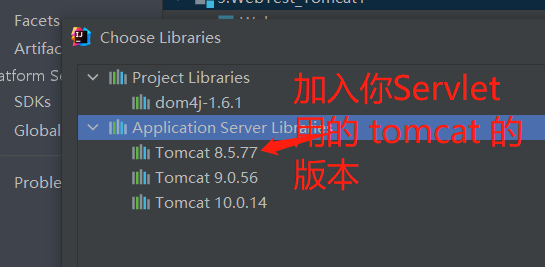 Facets
Artifac
atform Se
SDKs
Global
Proble
Choose Libraries
Project Libraries
dom4j-1.6.1
Application Server Libraries
Tomcat 8.5.77
Tomcat 9.0.56
Tomcat 10.0.14
加入你Servlet
用的 tomcat 的
版本